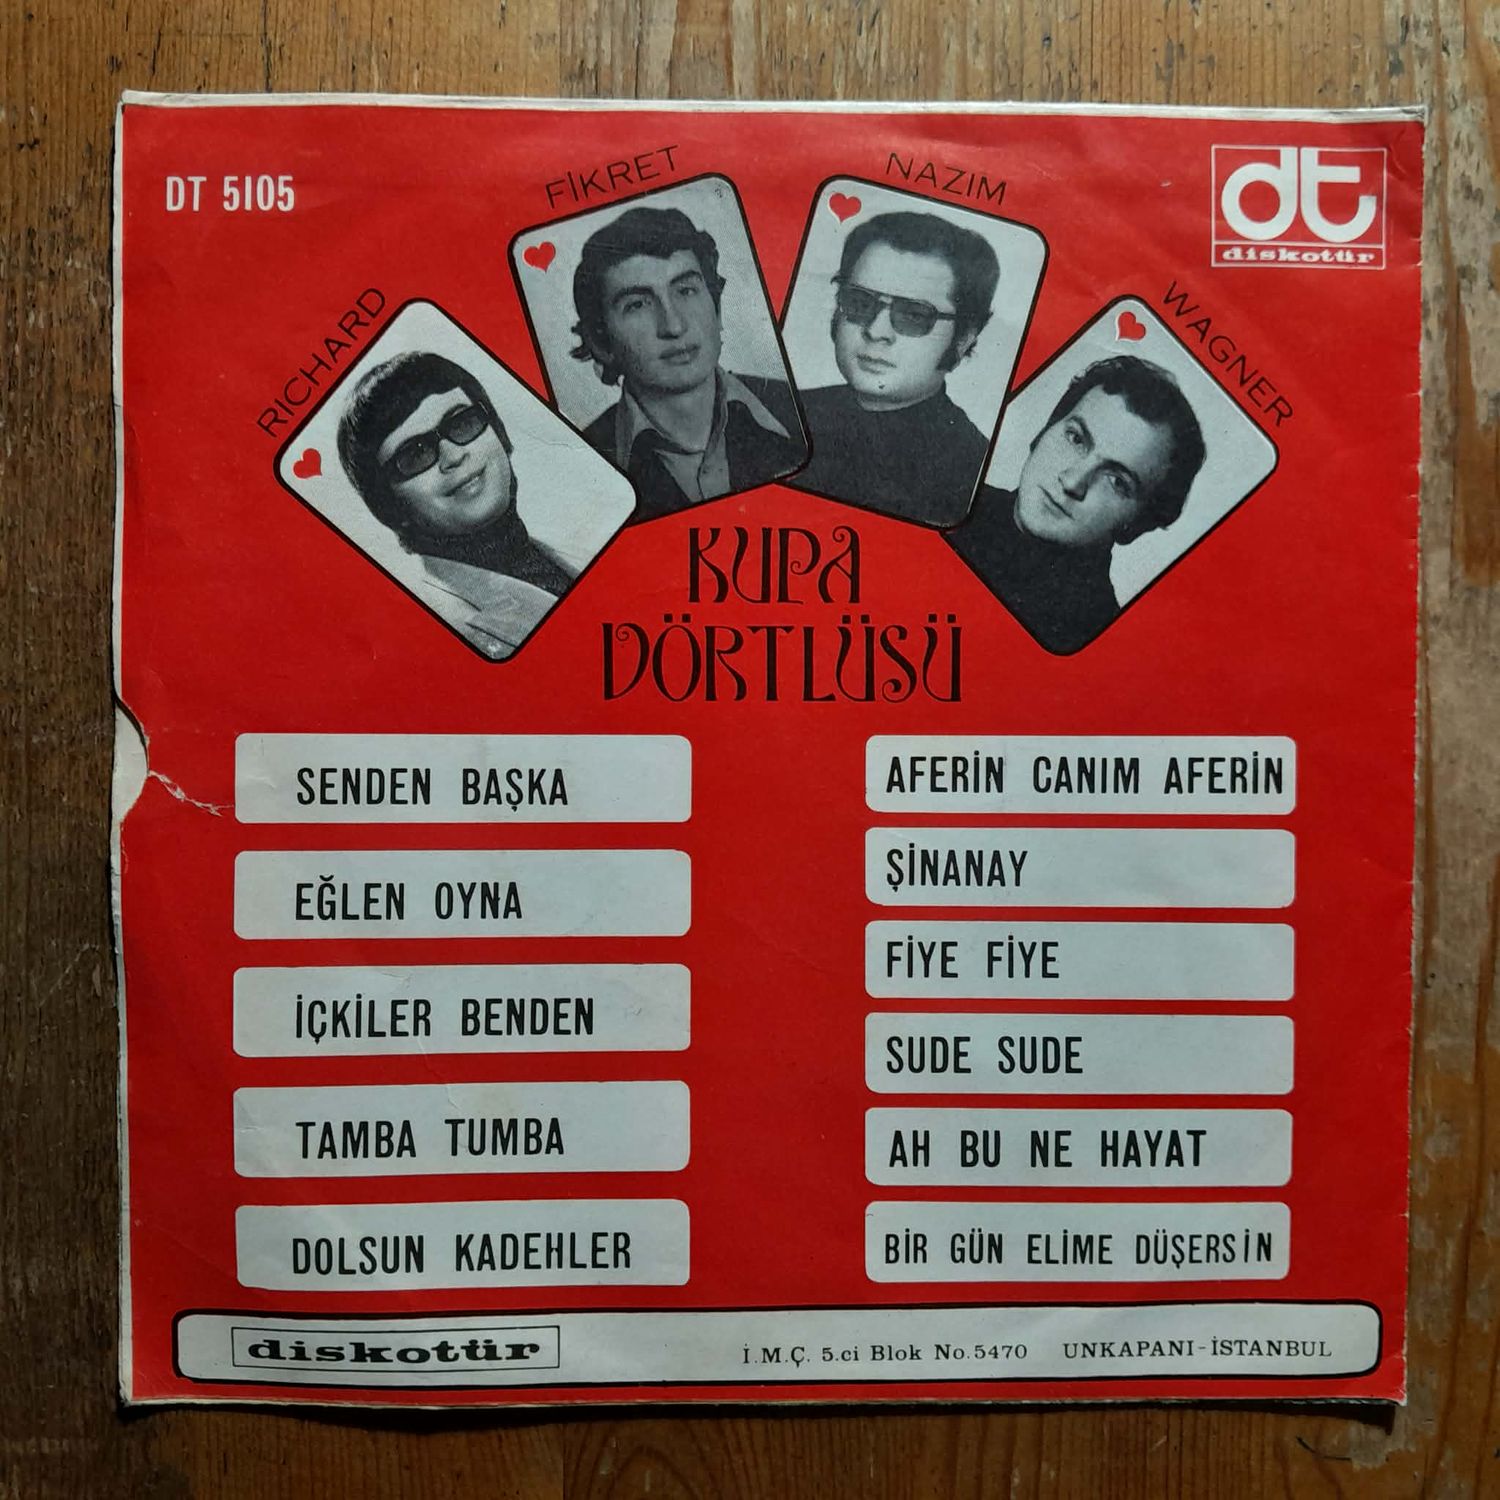 DT 5105
FİKRET
NAZIM
dt
diskotür
RICHARD
WAGNER
KUPA
DÖRTLÜSÜ
SENDEN BAŞKA
EĞLEN OYNA
İÇKİLER BENDEN
TAMBA TUMBA
DOLSUN KADEHLER
AFERİN CANIM AFERİN
ŞİNANAY
FİYE FİYE
SUDE SUDE
AH BU NE HAYAT
BİR GÜN ELİME DÜŞERSİN
diskotür
İ.M.Ç. 5.ci Blok No.5470 UNKAPANI-İSTANBUL